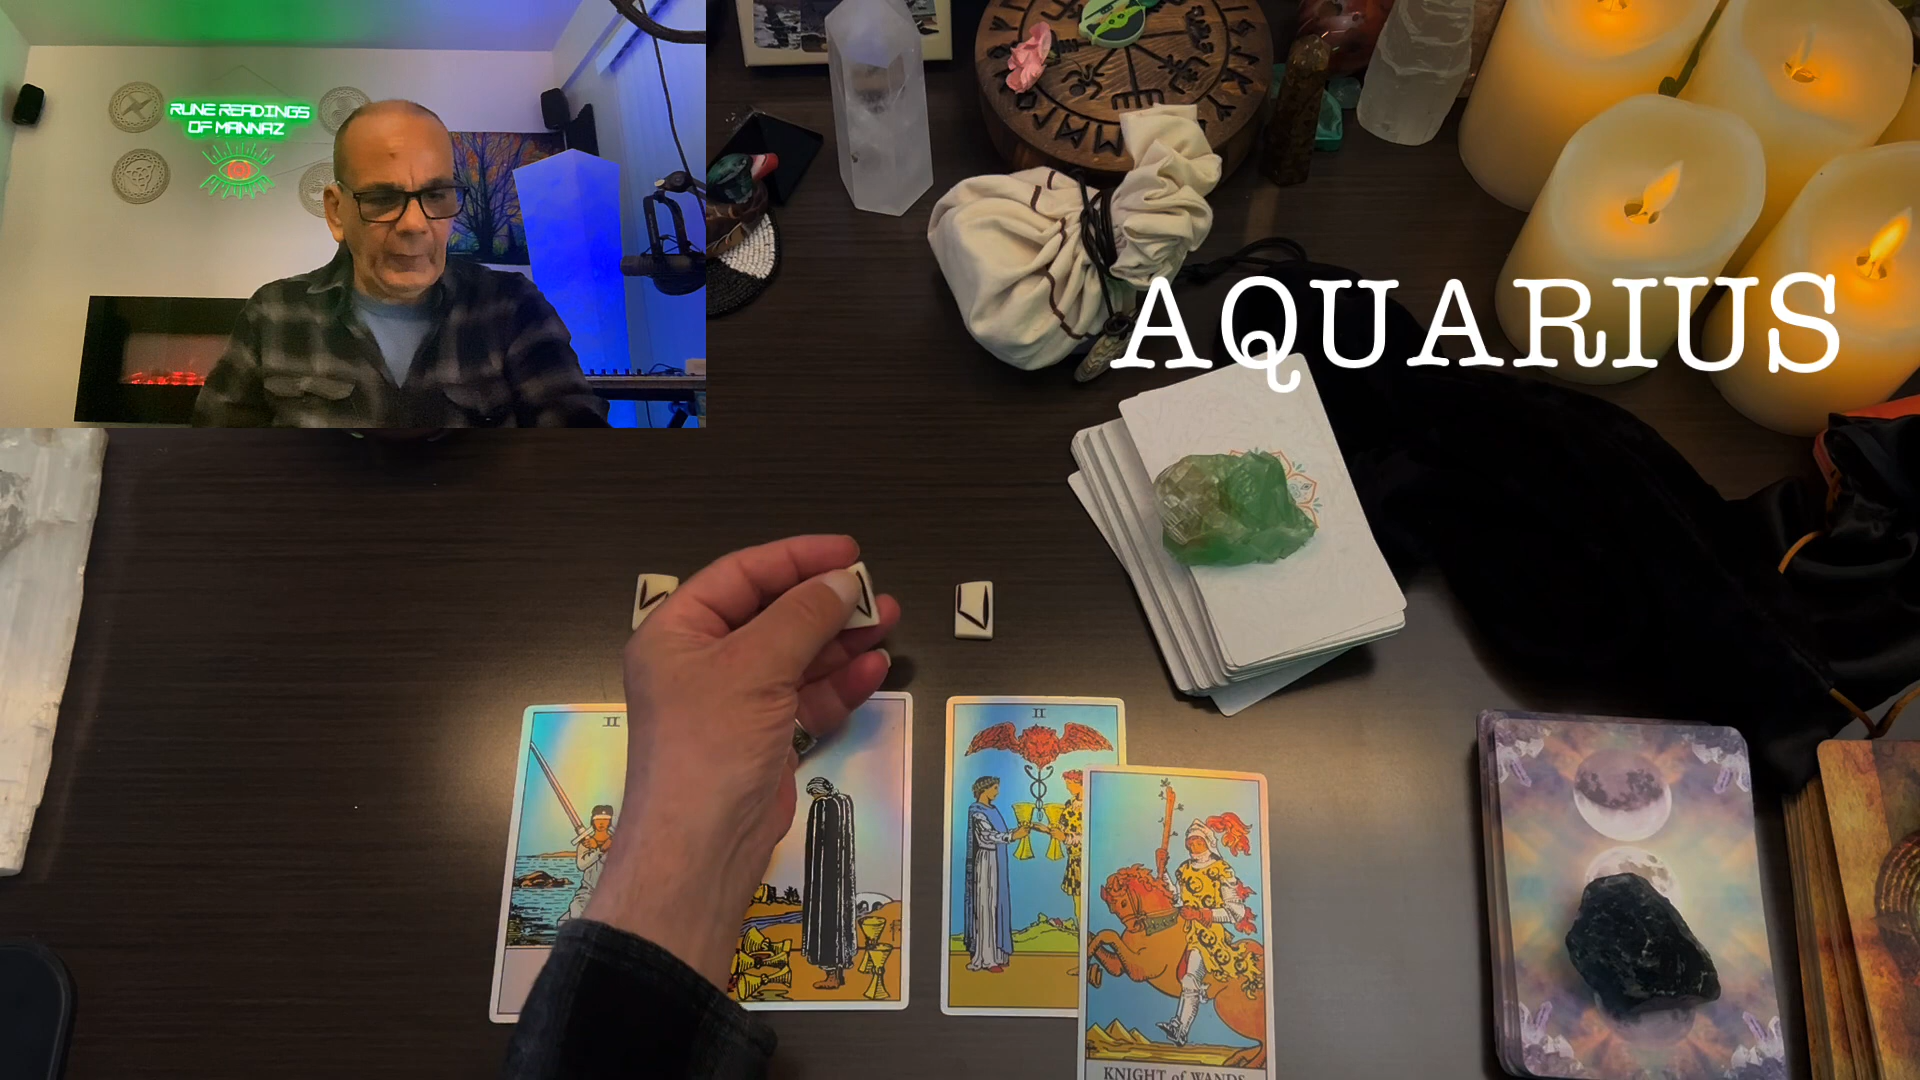 RUNE READINGS
OF MANNAZ
AQUARIUS
II
II
KNIGHT of WANDS